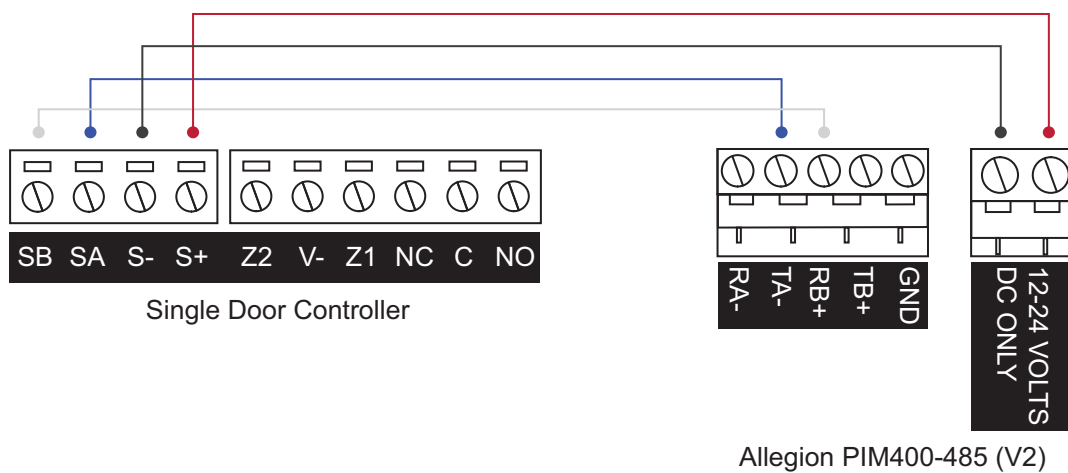 SB SA S- S+ Z2 V- Z1 NC C NO
Single Door Controller
RA-
TA-
RB+
TB+
GND
12-24 VOLTS
DC ONLY
Allegion PIM400-485 (V2)